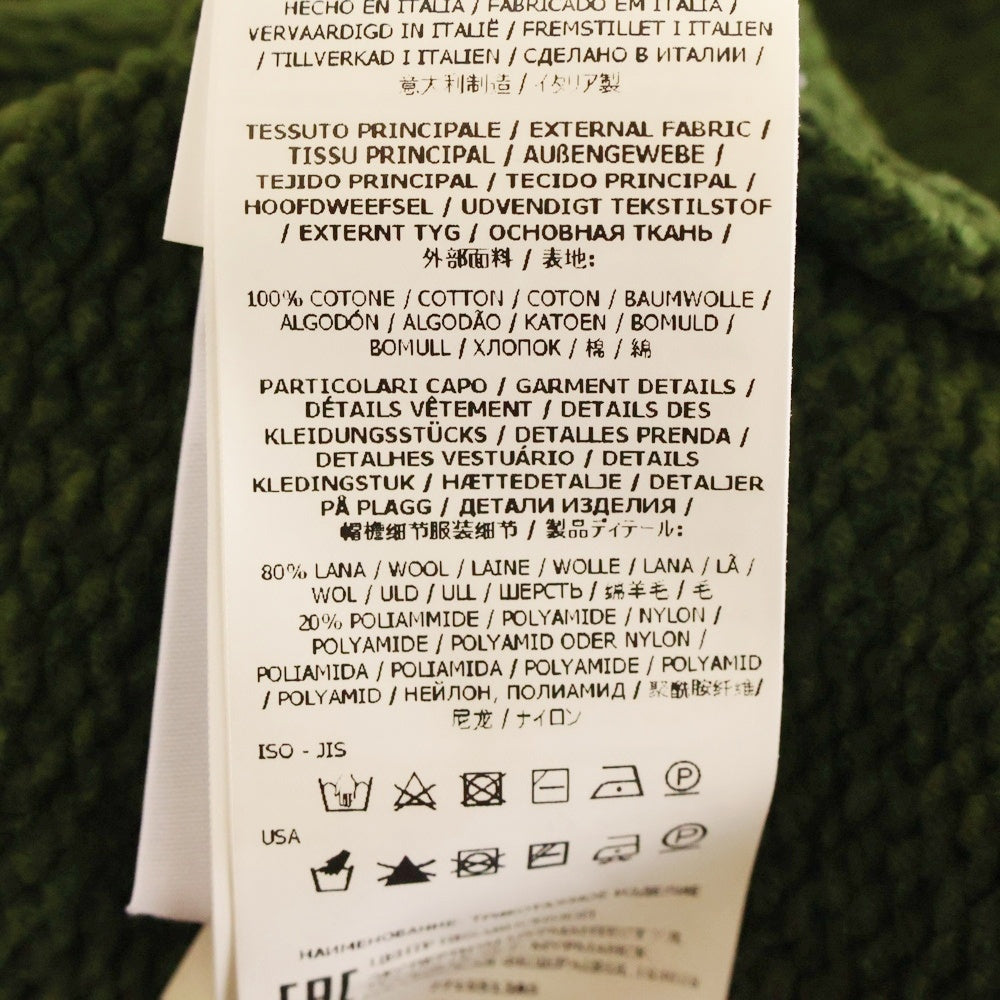 HECHO EN ITALIA / FABRICADO EM ITALIA /
VERVAARDIGD IN ITALIË / FREMSTILLET I ITALIEN
/ TILLVERKAD I ITALIEN / СДЕЛАНО В ИТАЛИИ /
意大利制造 / イタリア製
TESSUTO PRINCIPALE / EXTERNAL FABRIC /
TISSU PRINCIPAL / AUßENGEWEBE /
TEJIDO PRINCIPAL / TECIDO PRINCIPAL /
HOOFDWEEFSEL / UDVENDIGT TEKSTILSTOF
/ EXTERNT TYG / ОСНОВНАЯ ТКАНЬ /
外部面料 / 表地:
100% COTONE / COTTON / COTON / BAUMWOLLE /
ALGODÓN / ALGODÃO / KATOEN / BOMULD /
BOMULL / ХЛОПОК / 棉 / 綿
PARTICOLARI CAPO / GARMENT DETAILS /
DÉTAILS VÊTEMENT / DETAILS DES
KLEIDUNGSSTÜCKS / DETALLES PRENDA /
DETALHES VESTUÁRIO / DETAILS
KLEDINGSTUK / HÆTTEDETALJE / DETALJER
PÅ PLAGG / ДЕТАЛИ ИЗДЕЛИЯ /
帽檐细节服装细节 / 製品ディテール:
80% LANA / WOOL / LAINE / WOLLE / LANA / LÃ /
WOL / ULD / ULL / ШЕРСТЬ / 绵羊毛 / 毛
20% POLIAMMIDE / POLYAMIDE / NYLON /
POLYAMIDE / POLYAMID ODER NYLON /
POLIAMIDA / POLIAMIDA / POLYAMIDE / POLYAMID
/ POLYAMID / НЕЙЛОН, ПОЛИАМИД / 聚酰胺纤维/
尼龙 / ナイロン
ISO - JIS
P
USA
P
НАИМЕНОВАНИЕ: ТРИКОТАЖНОЕ ИЗДЕЛИЕ
EAC